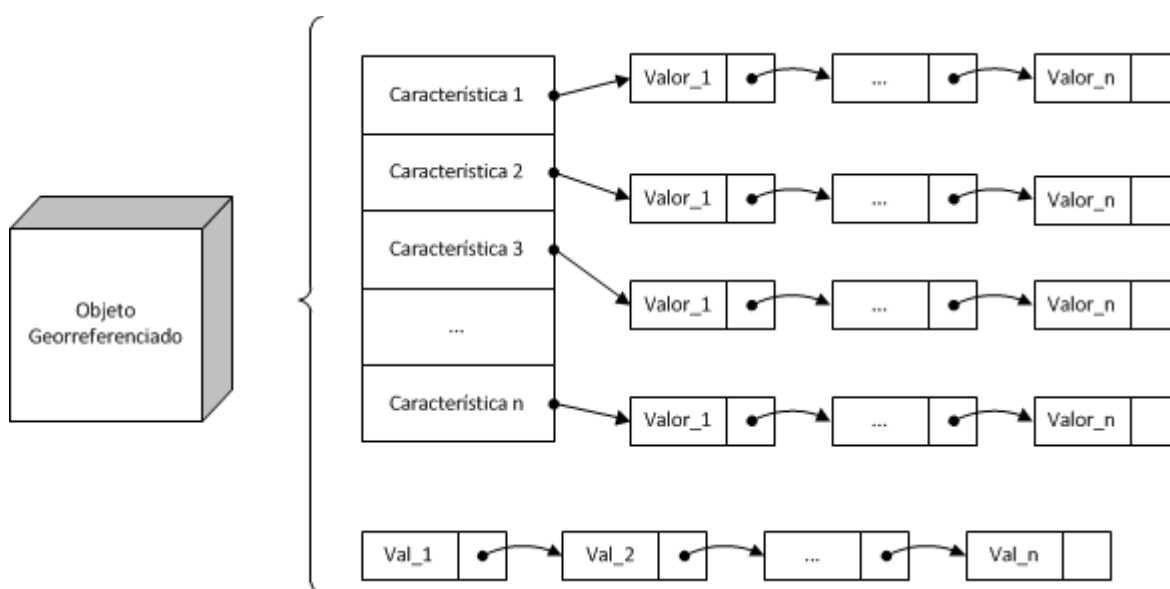 Objeto
Georreferenciado
Característica 1
Valor_1
...
Valor_n
Característica 2
Valor_1
...
Valor_n
Característica 3
Valor_1
...
Valor_n
...
Característica n
Valor_1
...
Valor_n
Val_1
Val_2
...
Val_n